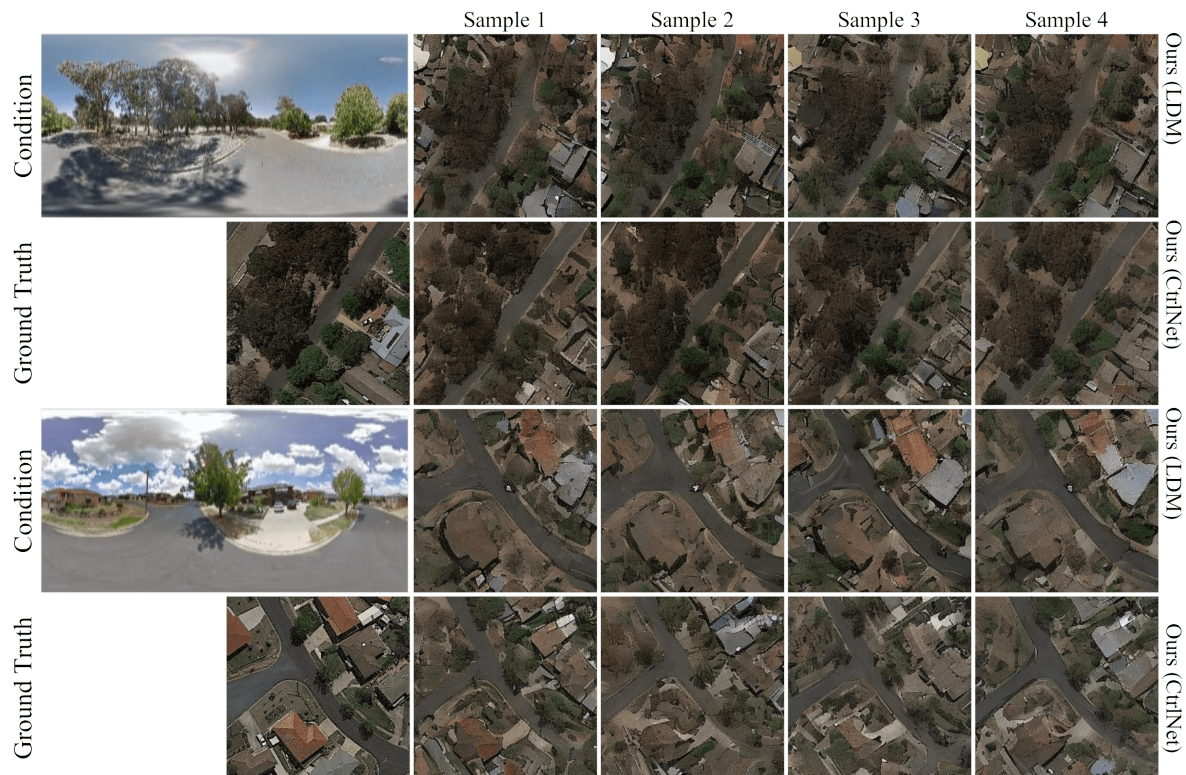 Sample 1
Sample 2
Sample 3
Sample 4
Condition
Ours (LDM)
Ground Truth
Ours (CtrlNet)
Condition
Ours (LDM)
Ground Truth
Ours (CtrlNet)